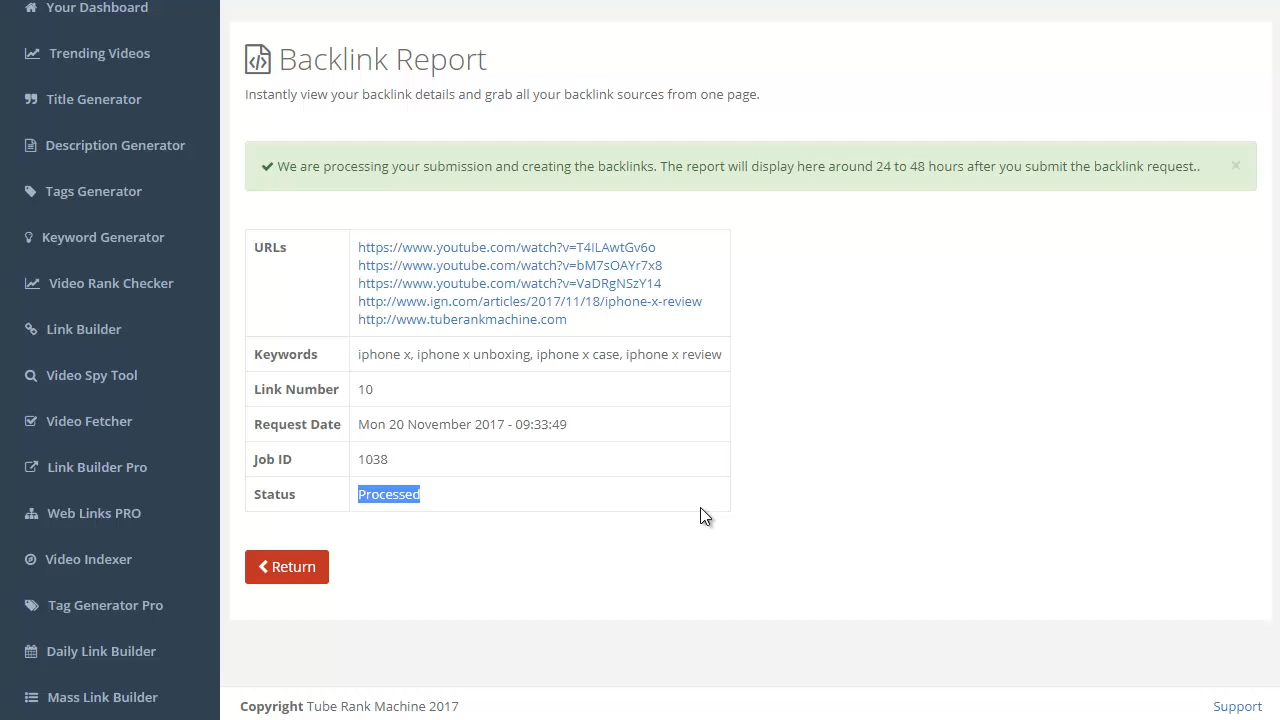 Your Dashboard
Trending Videos
Title Generator
Description Generator
Tags Generator
Keyword Generator
Video Rank Checker
Link Builder
Video Spy Tool
Video Fetcher
Link Builder Pro
Web Links PRO
Video Indexer
Tag Generator Pro
Daily Link Builder
Mass Link Builder
Backlink Report
Instantly view your backlink details and grab all your backlink sources from one page.
We are processing your submission and creating the backlinks. The report will display here around 24 to 48 hours after you submit the backlink request..
×
URLs
https://www.youtube.com/watch?v=T4ILAwtGv6o
https://www.youtube.com/watch?v=bM7sOAYr7x8
https://www.youtube.com/watch?v=VaDRgNSzY14
http://www.ign.com/articles/2017/11/18/iphone-x-review
http://www.tuberankmachine.com
Keywords iphone x, iphone x unboxing, iphone x case, iphone x review
Link Number 10
Request Date Mon 20 November 2017 - 09:33:49
Job ID 1038
Status Processed
Return
Copyright Tube Rank Machine 2017
Support